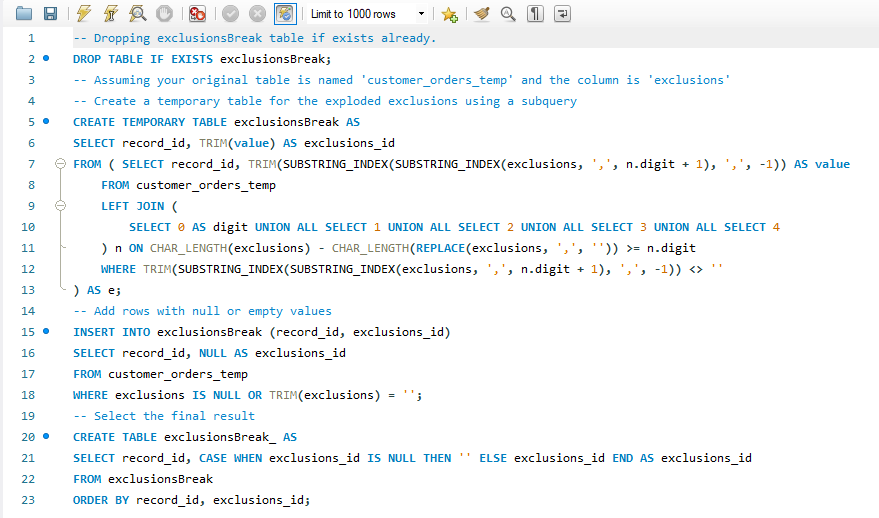 Limit to 1000 rows
1 -- Dropping exclusionsBreak table if exists already.
2 DROP TABLE IF EXISTS exclusionsBreak;
3 -- Assuming your original table is named 'customer_orders_temp' and the column is 'exclusions'
4 -- Create a temporary table for the exploded exclusions using a subquery
5 CREATE TEMPORARY TABLE exclusionsBreak AS
6 SELECT record_id, TRIM(value) AS exclusions_id
7 FROM ( SELECT record_id, TRIM(SUBSTRING_INDEX(SUBSTRING_INDEX(exclusions, ',', n.digit + 1), ',', -1)) AS value
8 FROM customer_orders_temp
9 LEFT JOIN (
10 SELECT 0 AS digit UNION ALL SELECT 1 UNION ALL SELECT 2 UNION ALL SELECT 3 UNION ALL SELECT 4
11 ) n ON CHAR_LENGTH(exclusions) - CHAR_LENGTH(REPLACE(exclusions, ',', '')) >= n.digit
12 WHERE TRIM(SUBSTRING_INDEX(SUBSTRING_INDEX(exclusions, ',', n.digit + 1), ',', -1)) <> ''
13 ) AS e;
14 -- Add rows with null or empty values
15 INSERT INTO exclusionsBreak (record_id, exclusions_id)
16 SELECT record_id, NULL AS exclusions_id
17 FROM customer_orders_temp
18 WHERE exclusions IS NULL OR TRIM(exclusions) = '';
19 -- Select the final result
20 CREATE TABLE exclusionsBreak_ AS
21 SELECT record_id, CASE WHEN exclusions_id IS NULL THEN '' ELSE exclusions_id END AS exclusions_id
22 FROM exclusionsBreak
23 ORDER BY record_id, exclusions_id;